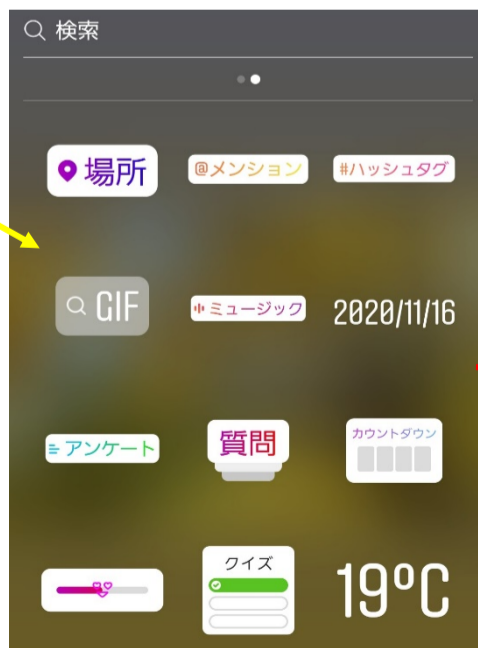 検索
場所
@メンション
#ハッシュタグ
GIF
ミュージック
2020/11/16
アンケート
質問
カウントダウン
クイズ
19°C